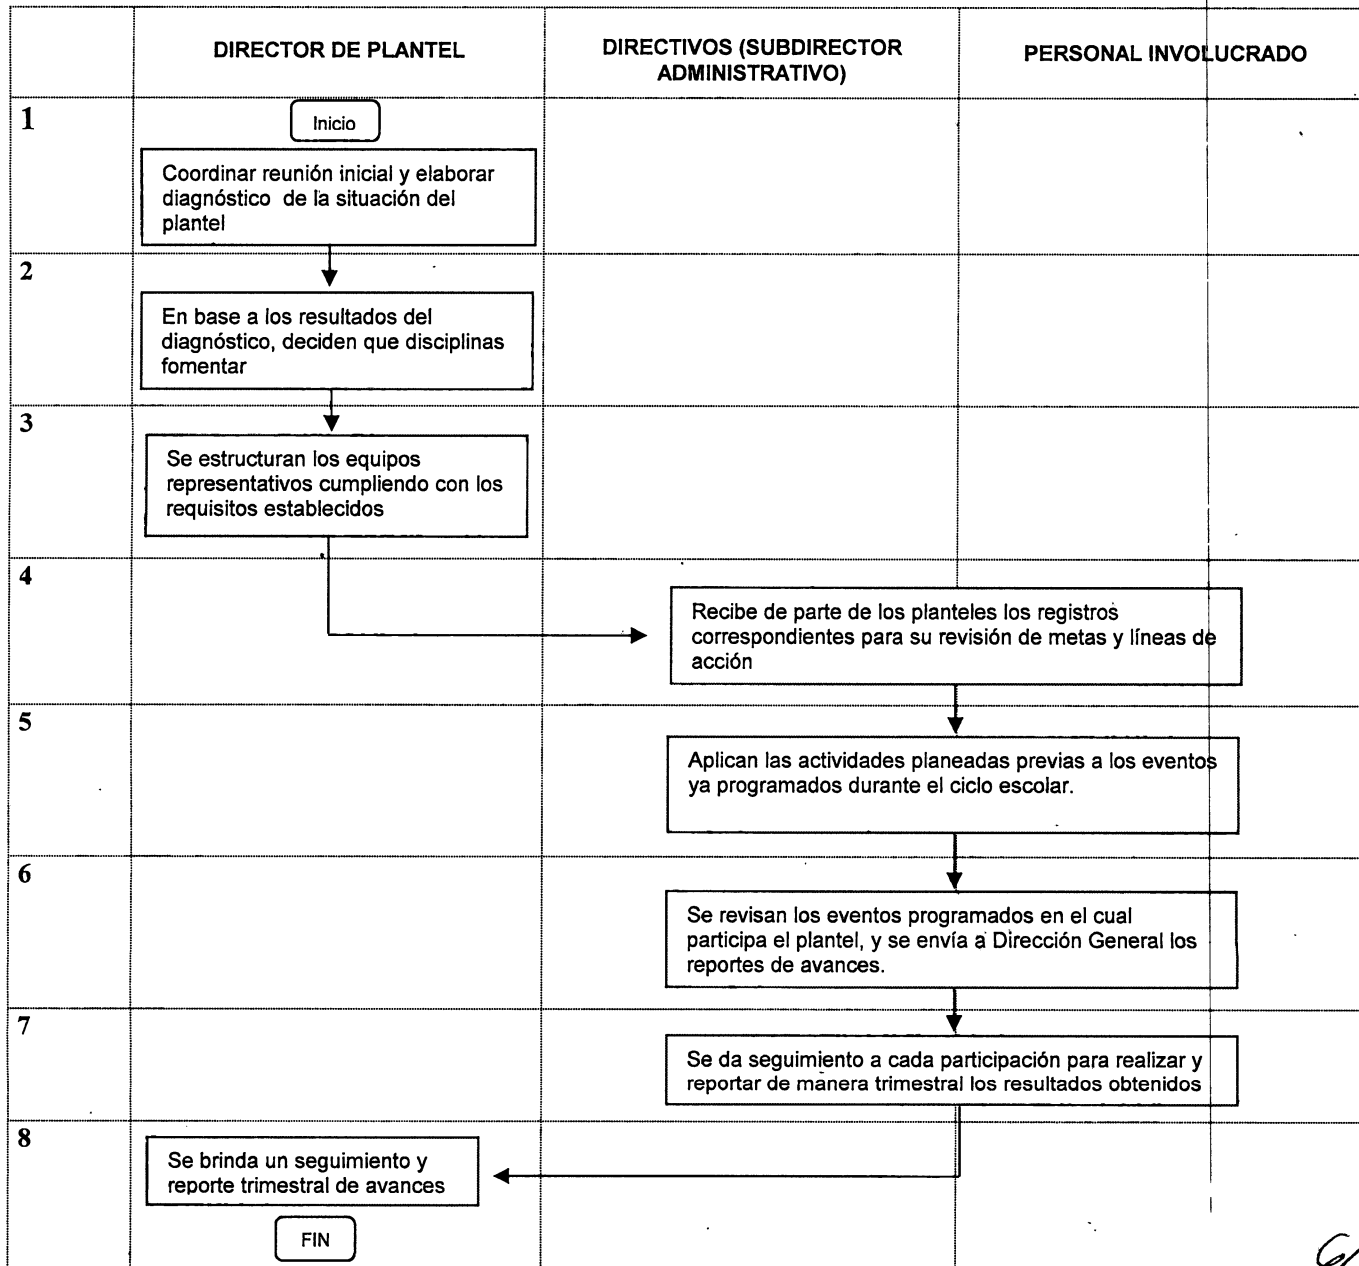 DIRECTOR DE PLANTEL
DIRECTIVOS (SUBDIRECTOR
ADMINISTRATIVO)
PERSONAL INVOLUCRADO
1
Inicio
Coordinar reunión inicial y elaborar
diagnóstico de la situación del
plantel
2
En base a los resultados del
diagnóstico, deciden que disciplinas
fomentar
3
Se estructuran los equipos
representativos cumpliendo con los
requisitos establecidos
4
Recibe de parte de los planteles los registros
correspondientes para su revisión de metas y líneas de
acción
5
Aplican las actividades planeadas previas a los eventos
ya programados durante el ciclo escolar.
6
Se revisan los eventos programados en el cual
participa el plantel, y se envía a Dirección General los
reportes de avances.
7
Se da seguimiento a cada participación para realizar y
reportar de manera trimestral los resultados obtenidos
8
Se brinda un seguimiento y
reporte trimestral de avances
FIN